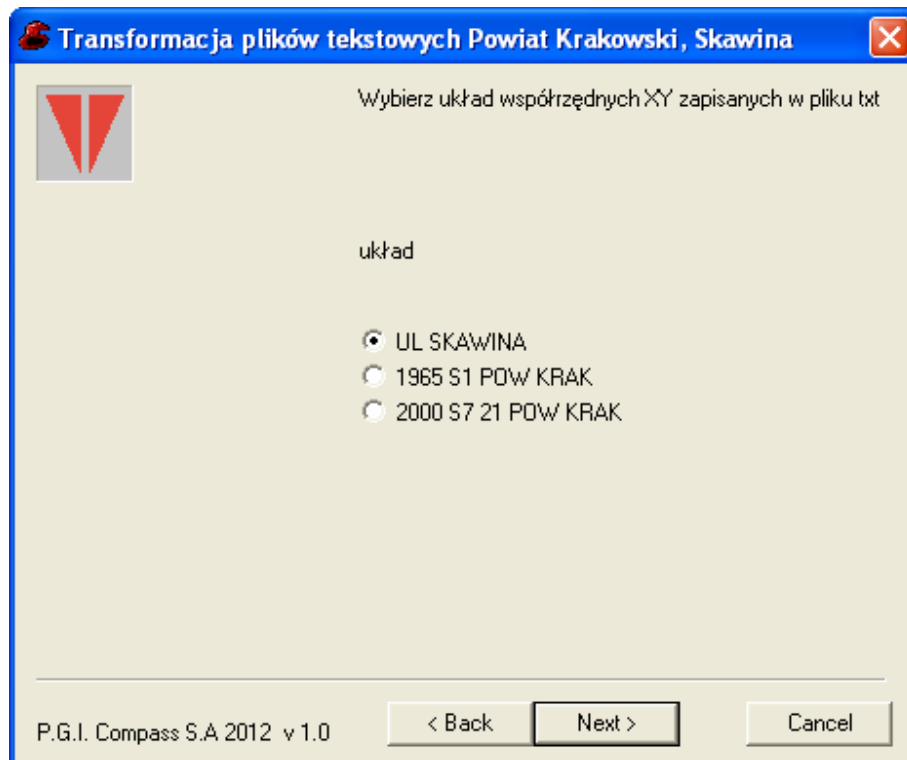 Transformacja plików tekstowych Powiat Krakowski, Skawina
Wybierz układ współrzędnych XY zapisanych w pliku txt
układ
UL SKAWINA
1965 S1 POW KRAK
2000 S7 21 POW KRAK
P.G.I. Compass S.A 2012 v 1.0
< Back
Next >
Cancel